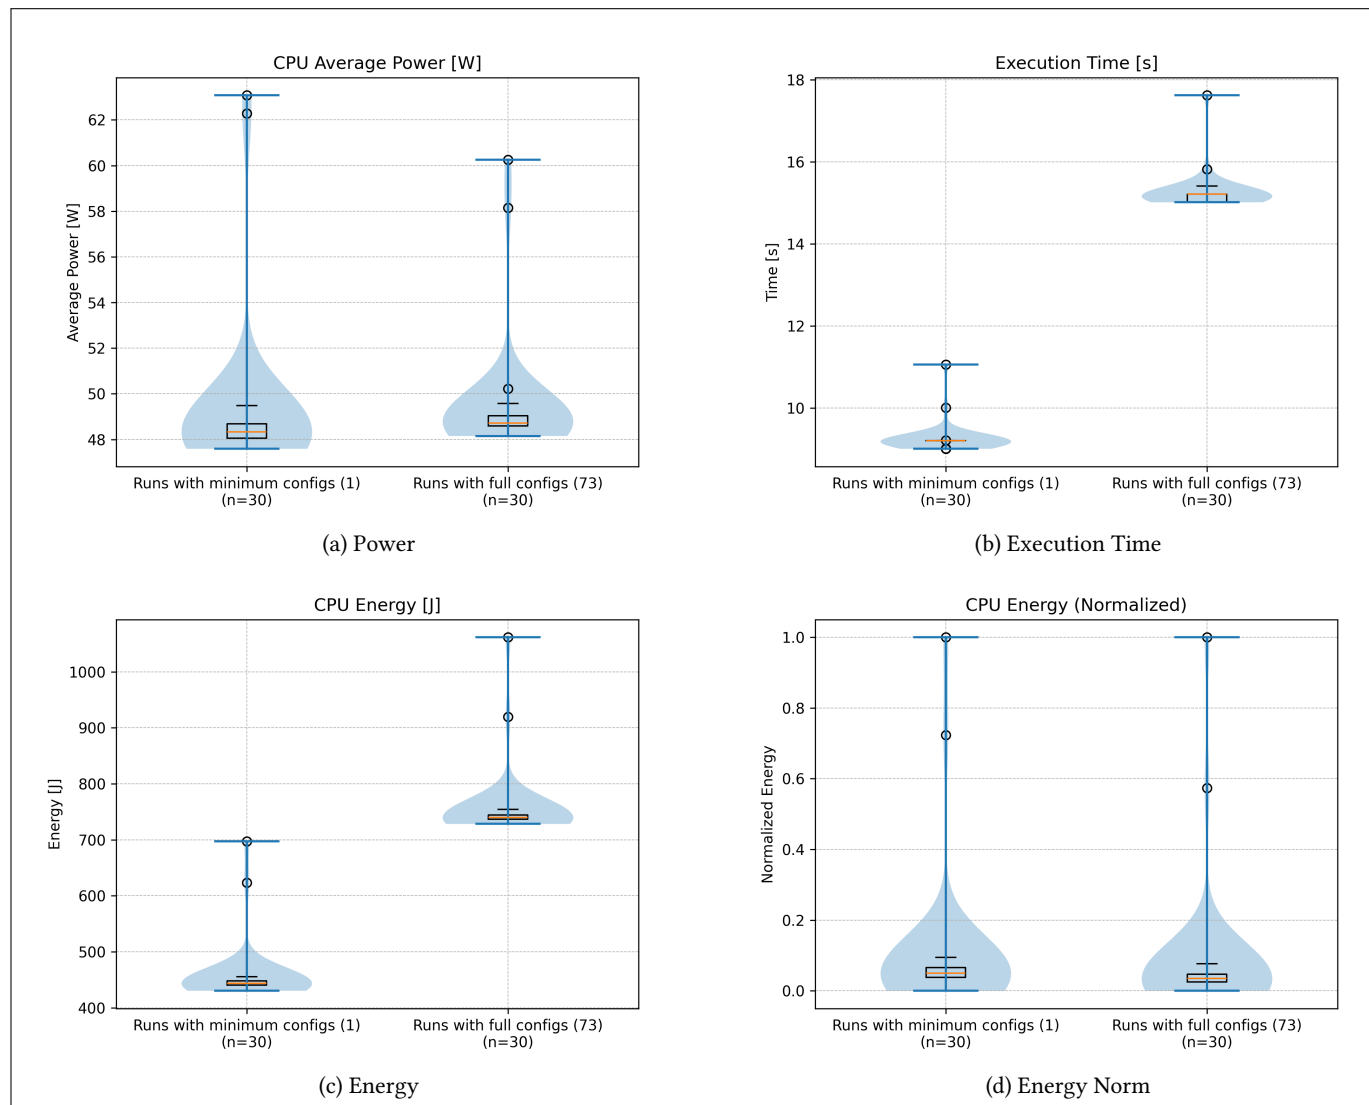 CPU Average Power [W]
Average Power [W]
62
60
58
56
54
52
50
48
Runs with minimum configs (1)
(n=30)
Runs with full configs (73)
(n=30)
(a) Power
Execution Time [s]
Time [s]
18
16
14
12
10
Runs with minimum configs (1)
(n=30)
Runs with full configs (73)
(n=30)
(b) Execution Time
CPU Energy [J]
Energy [J]
1000
900
800
700
600
500
400
Runs with minimum configs (1)
(n=30)
Runs with full configs (73)
(n=30)
(c) Energy
CPU Energy (Normalized)
Normalized Energy
1.0
0.8
0.6
0.4
0.2
0.0
Runs with minimum configs (1)
(n=30)
Runs with full configs (73)
(n=30)
(d) Energy Norm